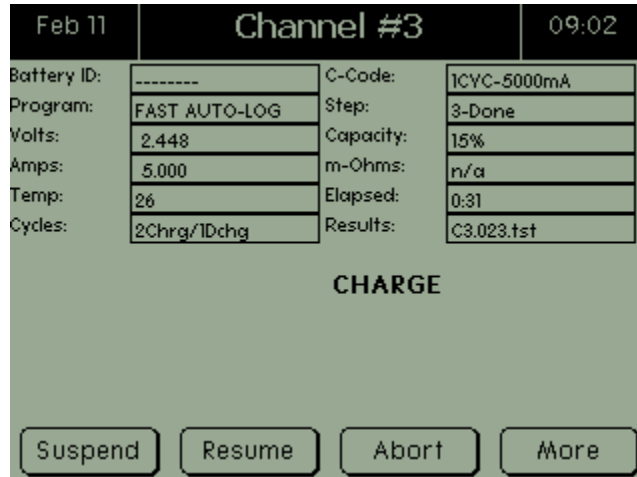 Feb 11 Channel #3 09:02
Battery ID: -------- C-Code: 1CYC-5000mA
Program: FAST AUTO-LOG Step: 3-Done
Volts: 2.448 Capacity: 15%
Amps: 5.000 m-Ohms: n/a
Temp: 26 Elapsed: 0:31
Cycles: 2Chrg/1Dchg Results: C3.023.tst
CHARGE
Suspend Resume Abort More